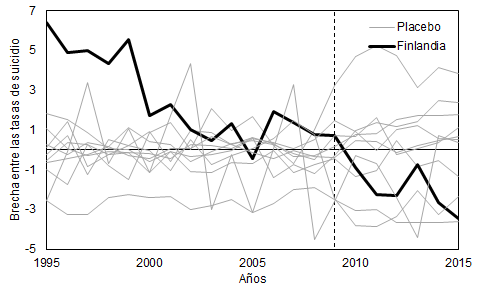 7
5
3
1
-1
-3
-5
Brecha entre las tasas de suicidio
Placebo
Finlandia
1995 2000 2005 2010 2015
Años